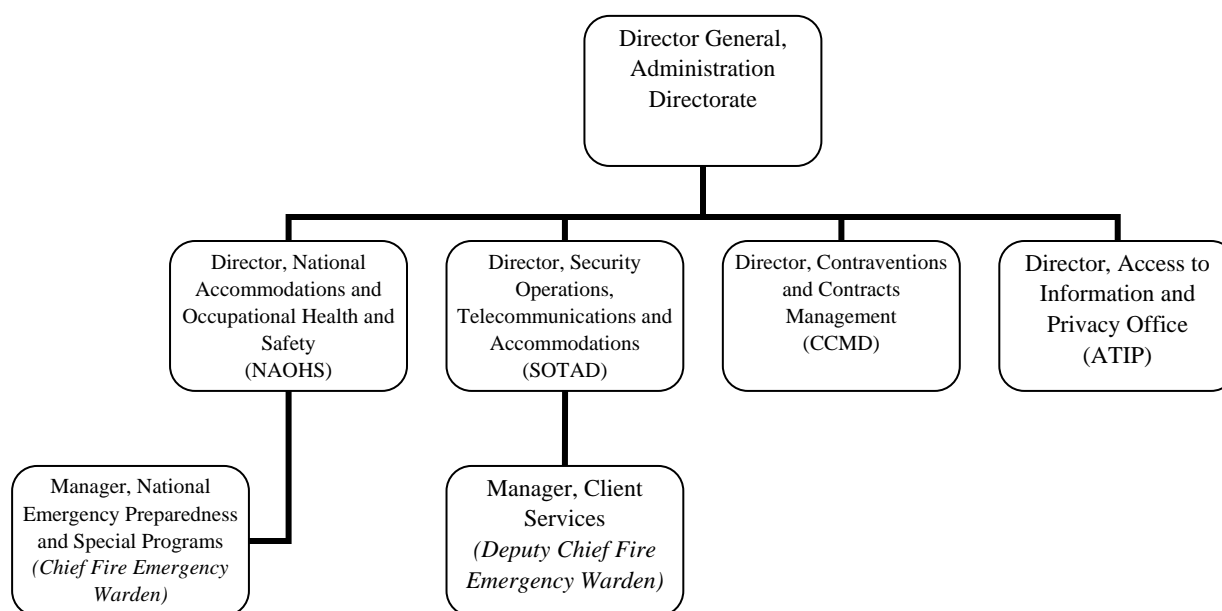 Director General,
Administration
Directorate
Director, National
Accommodations and
Occupational Health and
Safety
(NAOHS)
Director, Security
Operations,
Telecommunications and
Accommodations
(SOTAD)
Director, Contraventions
and Contracts
Management
(CCMD)
Director, Access to
Information and
Privacy Office
(ATIP)
Manager, National
Emergency Preparedness
and Special Programs
(Chief Fire Emergency
Warden)
Manager, Client
Services
(Deputy Chief Fire
Emergency Warden)